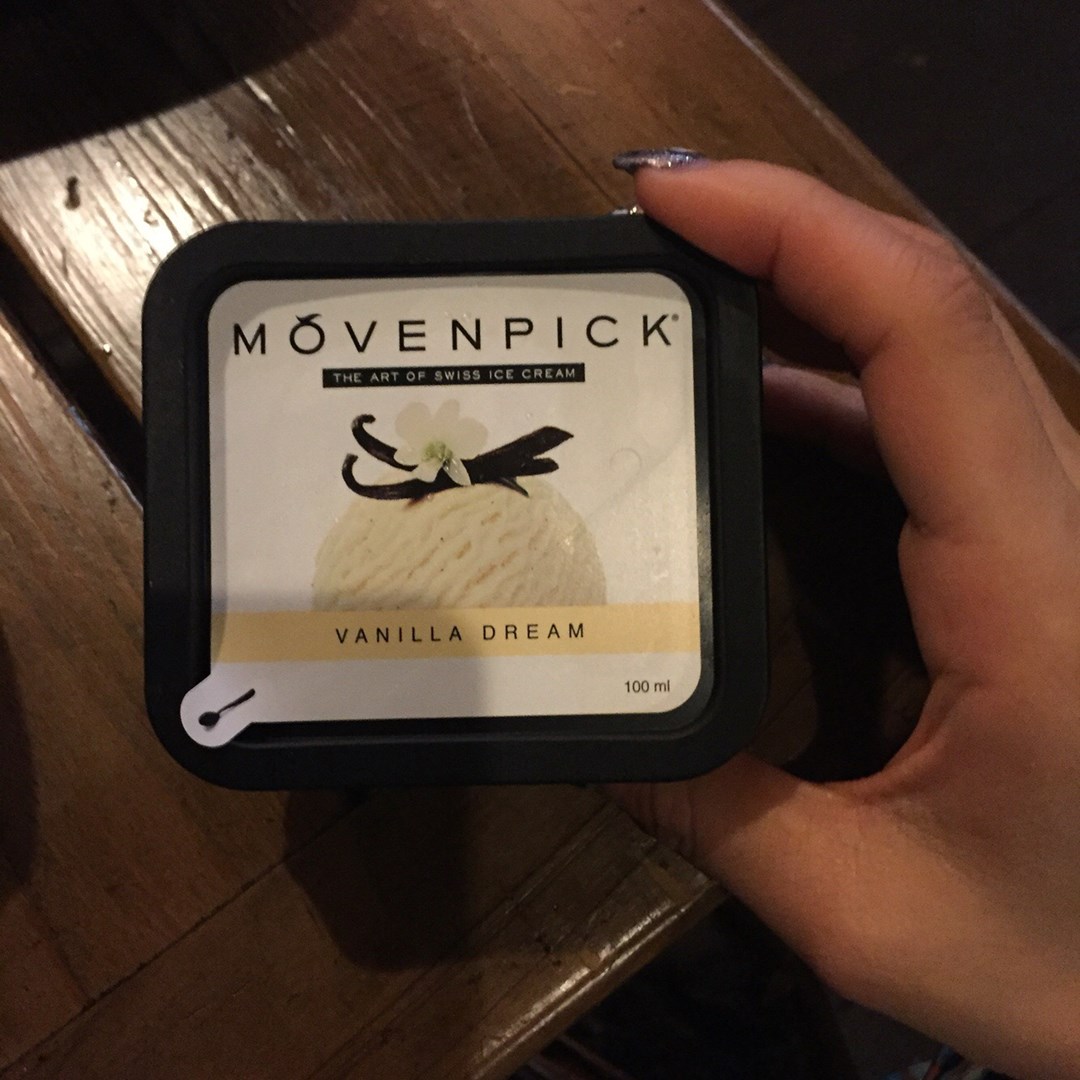 MÖVENPICK®
THE ART OF SWISS ICE CREAM
VANILLA DREAM
100 ml